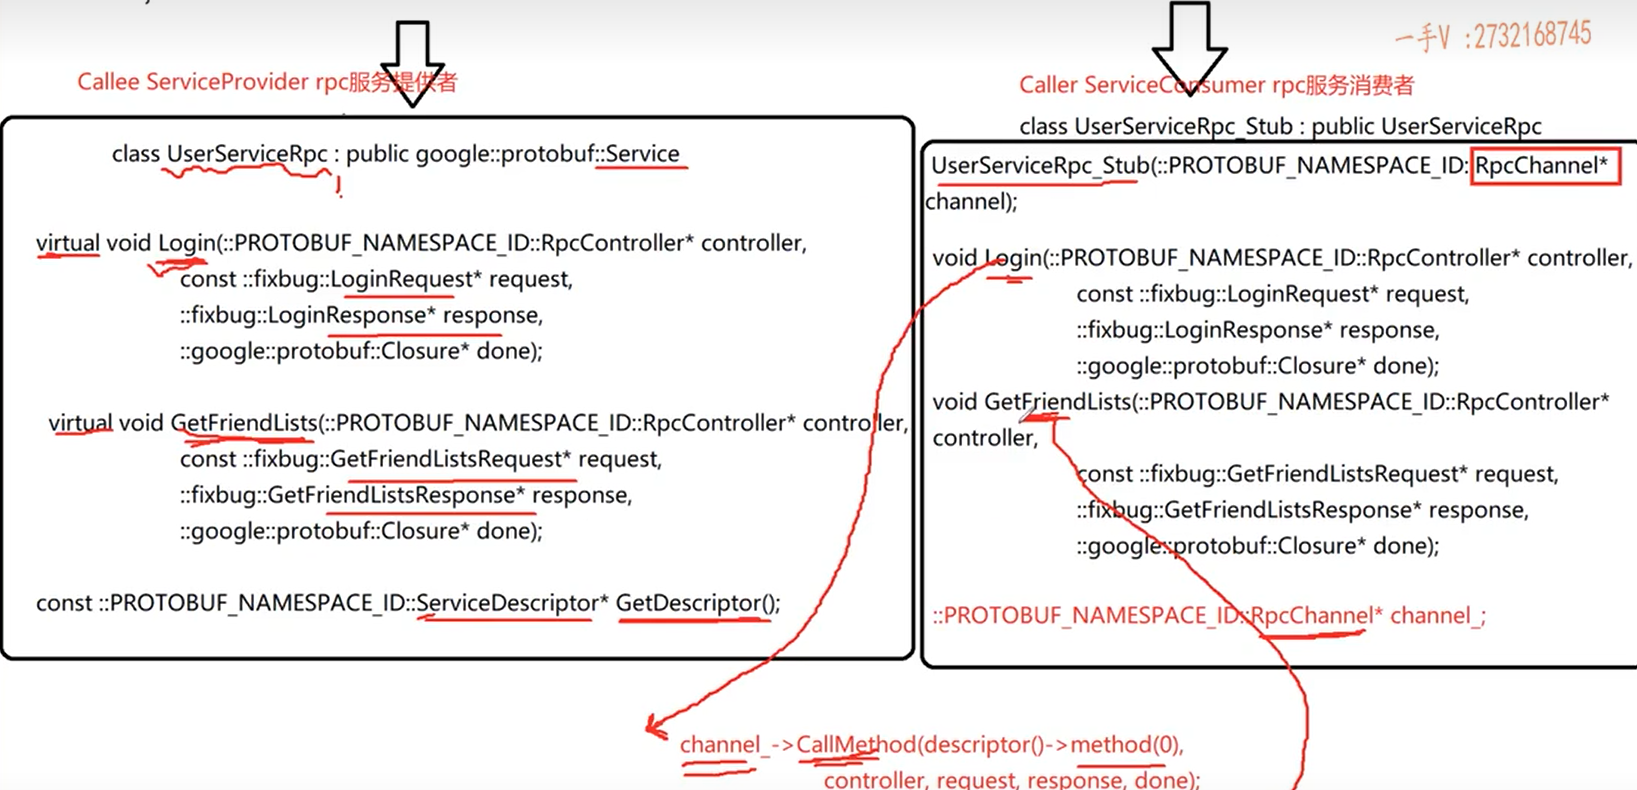 一手V :2732168745
Callee ServiceProvider rpc服务提供者
class UserServiceRpc : public google::protobuf::Service
virtual void Login(::PROTOBUF_NAMESPACE_ID::RpcController* controller,
const ::fixbug::LoginRequest* request,
::fixbug::LoginResponse* response,
::google::protobuf::Closure* done);
virtual void GetFriendLists(::PROTOBUF_NAMESPACE_ID::RpcController* controller,
const ::fixbug::GetFriendListsRequest* request,
::fixbug::GetFriendListsResponse* response,
::google::protobuf::Closure* done);
const ::PROTOBUF_NAMESPACE_ID::ServiceDescriptor* GetDescriptor();
Caller ServiceConsumer rpc服务消费者
class UserServiceRpc_Stub : public UserServiceRpc
UserServiceRpc_Stub(::PROTOBUF_NAMESPACE_ID::RpcChannel*
channel);
void Login(::PROTOBUF_NAMESPACE_ID::RpcController* controller,
const ::fixbug::LoginRequest* request,
::fixbug::LoginResponse* response,
::google::protobuf::Closure* done);
void GetFriendLists(::PROTOBUF_NAMESPACE_ID::RpcController*
controller,
const ::fixbug::GetFriendListsRequest* request,
::fixbug::GetFriendListsResponse* response,
::google::protobuf::Closure* done);
::PROTOBUF_NAMESPACE_ID::RpcChannel* channel_;
channel_->CallMethod(descriptor()->method(0),
controller, request, response, done);